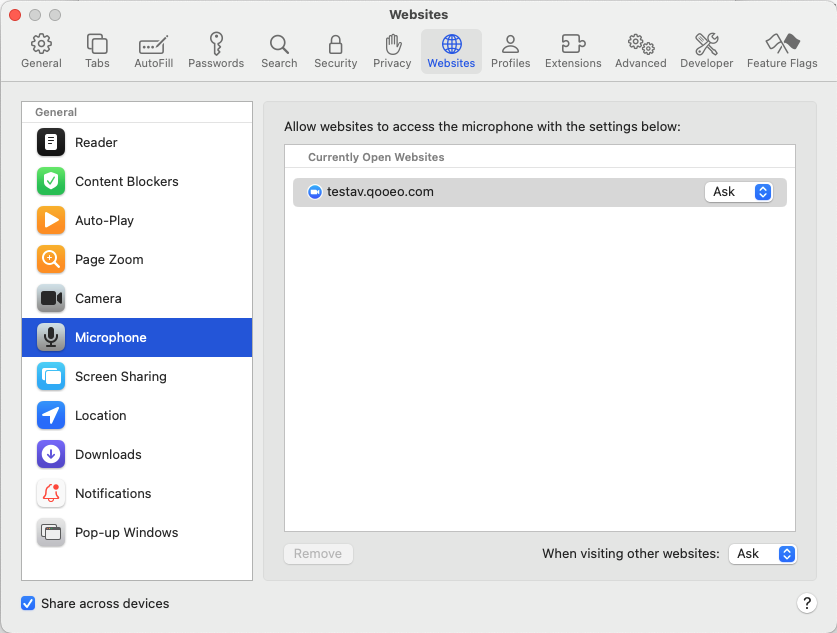 Websites
General
Tabs
AutoFill
Passwords
Search
Security
Privacy
Websites
Profiles
Extensions
Advanced
Developer
Feature Flags
General
Reader
Content Blockers
Auto-Play
Page Zoom
Camera
Microphone
Screen Sharing
Location
Downloads
Notifications
Pop-up Windows
Allow websites to access the microphone with the settings below:
Currently Open Websites
testav.qooeo.com Ask
Remove
When visiting other websites: Ask
Share across devices
?